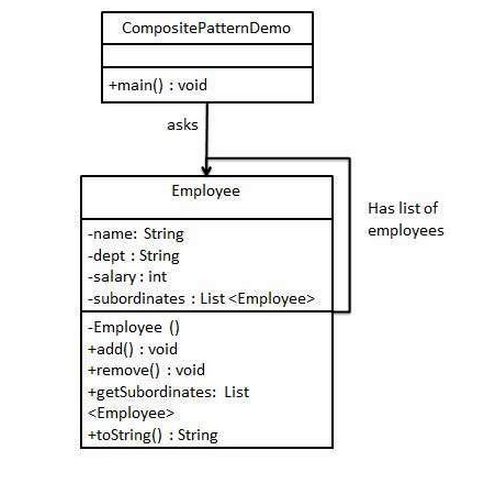 CompositePatternDemo
+main() : void
asks
Employee
Has list of
employees
-name: String
-dept : String
-salary : int
-subordinates : List <Employee>
-Employee ()
+add() : void
+remove() : void
+getSubordinates: List
<Employee>
+toString() : String